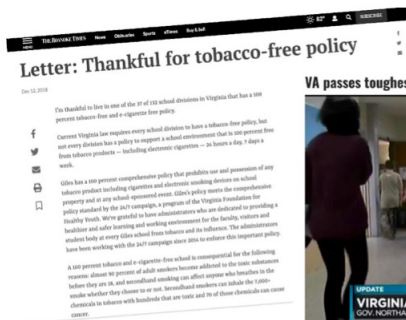 THE ROANOKE TIMES News Obituaries Sports eTimes Buy & Sell
82° SUBSCRIBE
MENU
Letter: Thankful for tobacco-free policy
Dec 12, 2018
I'm thankful to live in one of the 37 of 132 school divisions in Virginia that has a 100
percent tobacco-free and e-cigarette free policy.
Current Virginia law requires every school division to have a tobacco-free policy, but
not every division has a policy to support a school environment that is 100 percent free
from tobacco products — including electronic cigarettes — 24 hours a day, 7 days a
week.
Giles has a 100 percent comprehensive policy that prohibits use and possession of any
tobacco product including cigarettes and electronic smoking devices on school
property and at any school-sponsored event. Giles's policy meets the comprehensive
policy standard by the 24/7 campaign, a program of the Virginia Foundation for
Healthy Youth. We're grateful to have administrators who are dedicated to providing a
healthier and safer learning and working environment for the faculty, visitors and
student body at every Giles school from tobacco and its influence. The administrators
have been working with the 24/7 campaign since 2014 to enforce this important policy.
A 100 percent tobacco and e-cigarette-free school is consequential for the following
reasons: almost 90 percent of adult smokers become addicted to the toxic substances
before they are 18, and secondhand smoking can affect anyone who breathes in the
smoke whether they choose to or not. Secondhand smokers can inhale the 7,000+
chemicals in tobacco with hundreds that are toxic and 70 of those chemicals can cause
cancer.
VA passes toughes
UPDATE
VIRGINI
GOV. NORTHA